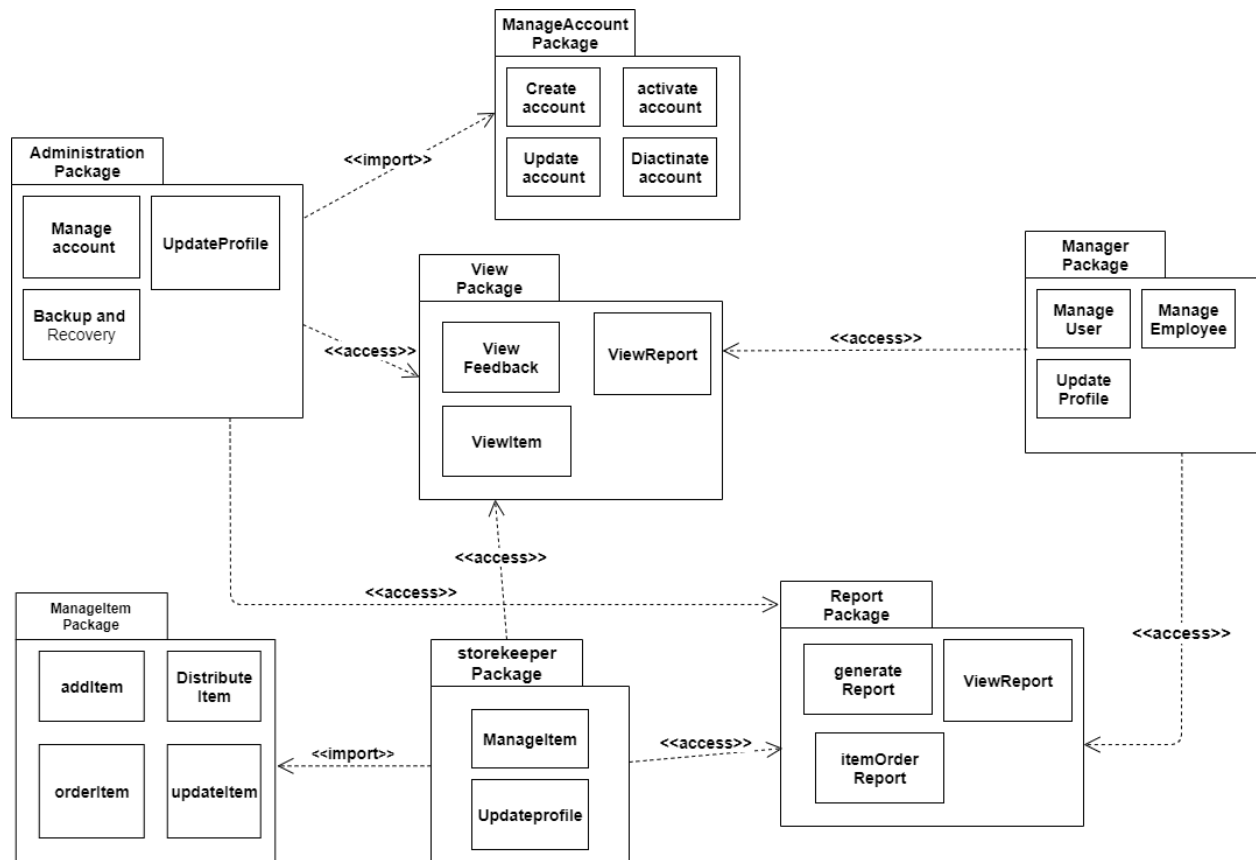 ManageAccount
Package
Create
account
activate
account
Update
account
Diactinate
account
Administration
Package
Manage
account
UpdateProfile
Backup and
Recovery
<<import>>
View
Package
View
Feedback
ViewReport
ViewItem
<<access>>
<<access>>
Manager
Package
Manage
User
Manage
Employee
Update
Profile
<<access>>
<<access>>
<<access>>
ManageItem
Package
addItem
Distribute
Item
orderItem
updateItem
<<import>>
storekeeper
Package
ManageItem
Updateprofile
<<access>>
Report
Package
generate
Report
ViewReport
itemOrder
Report